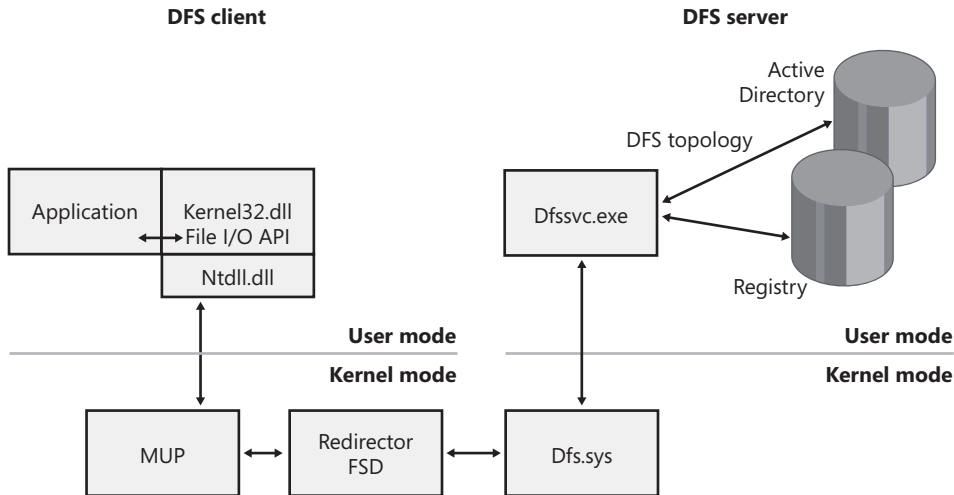 DFS client
DFS server
Active
Directory
DFS topology
Application
Kernel32.dll
File I/O API
Dfssvc.exe
Ntdll.dll
Registry
User mode
User mode
Kernel mode
Kernel mode
MUP
Redirector
FSD
Dfs.sys